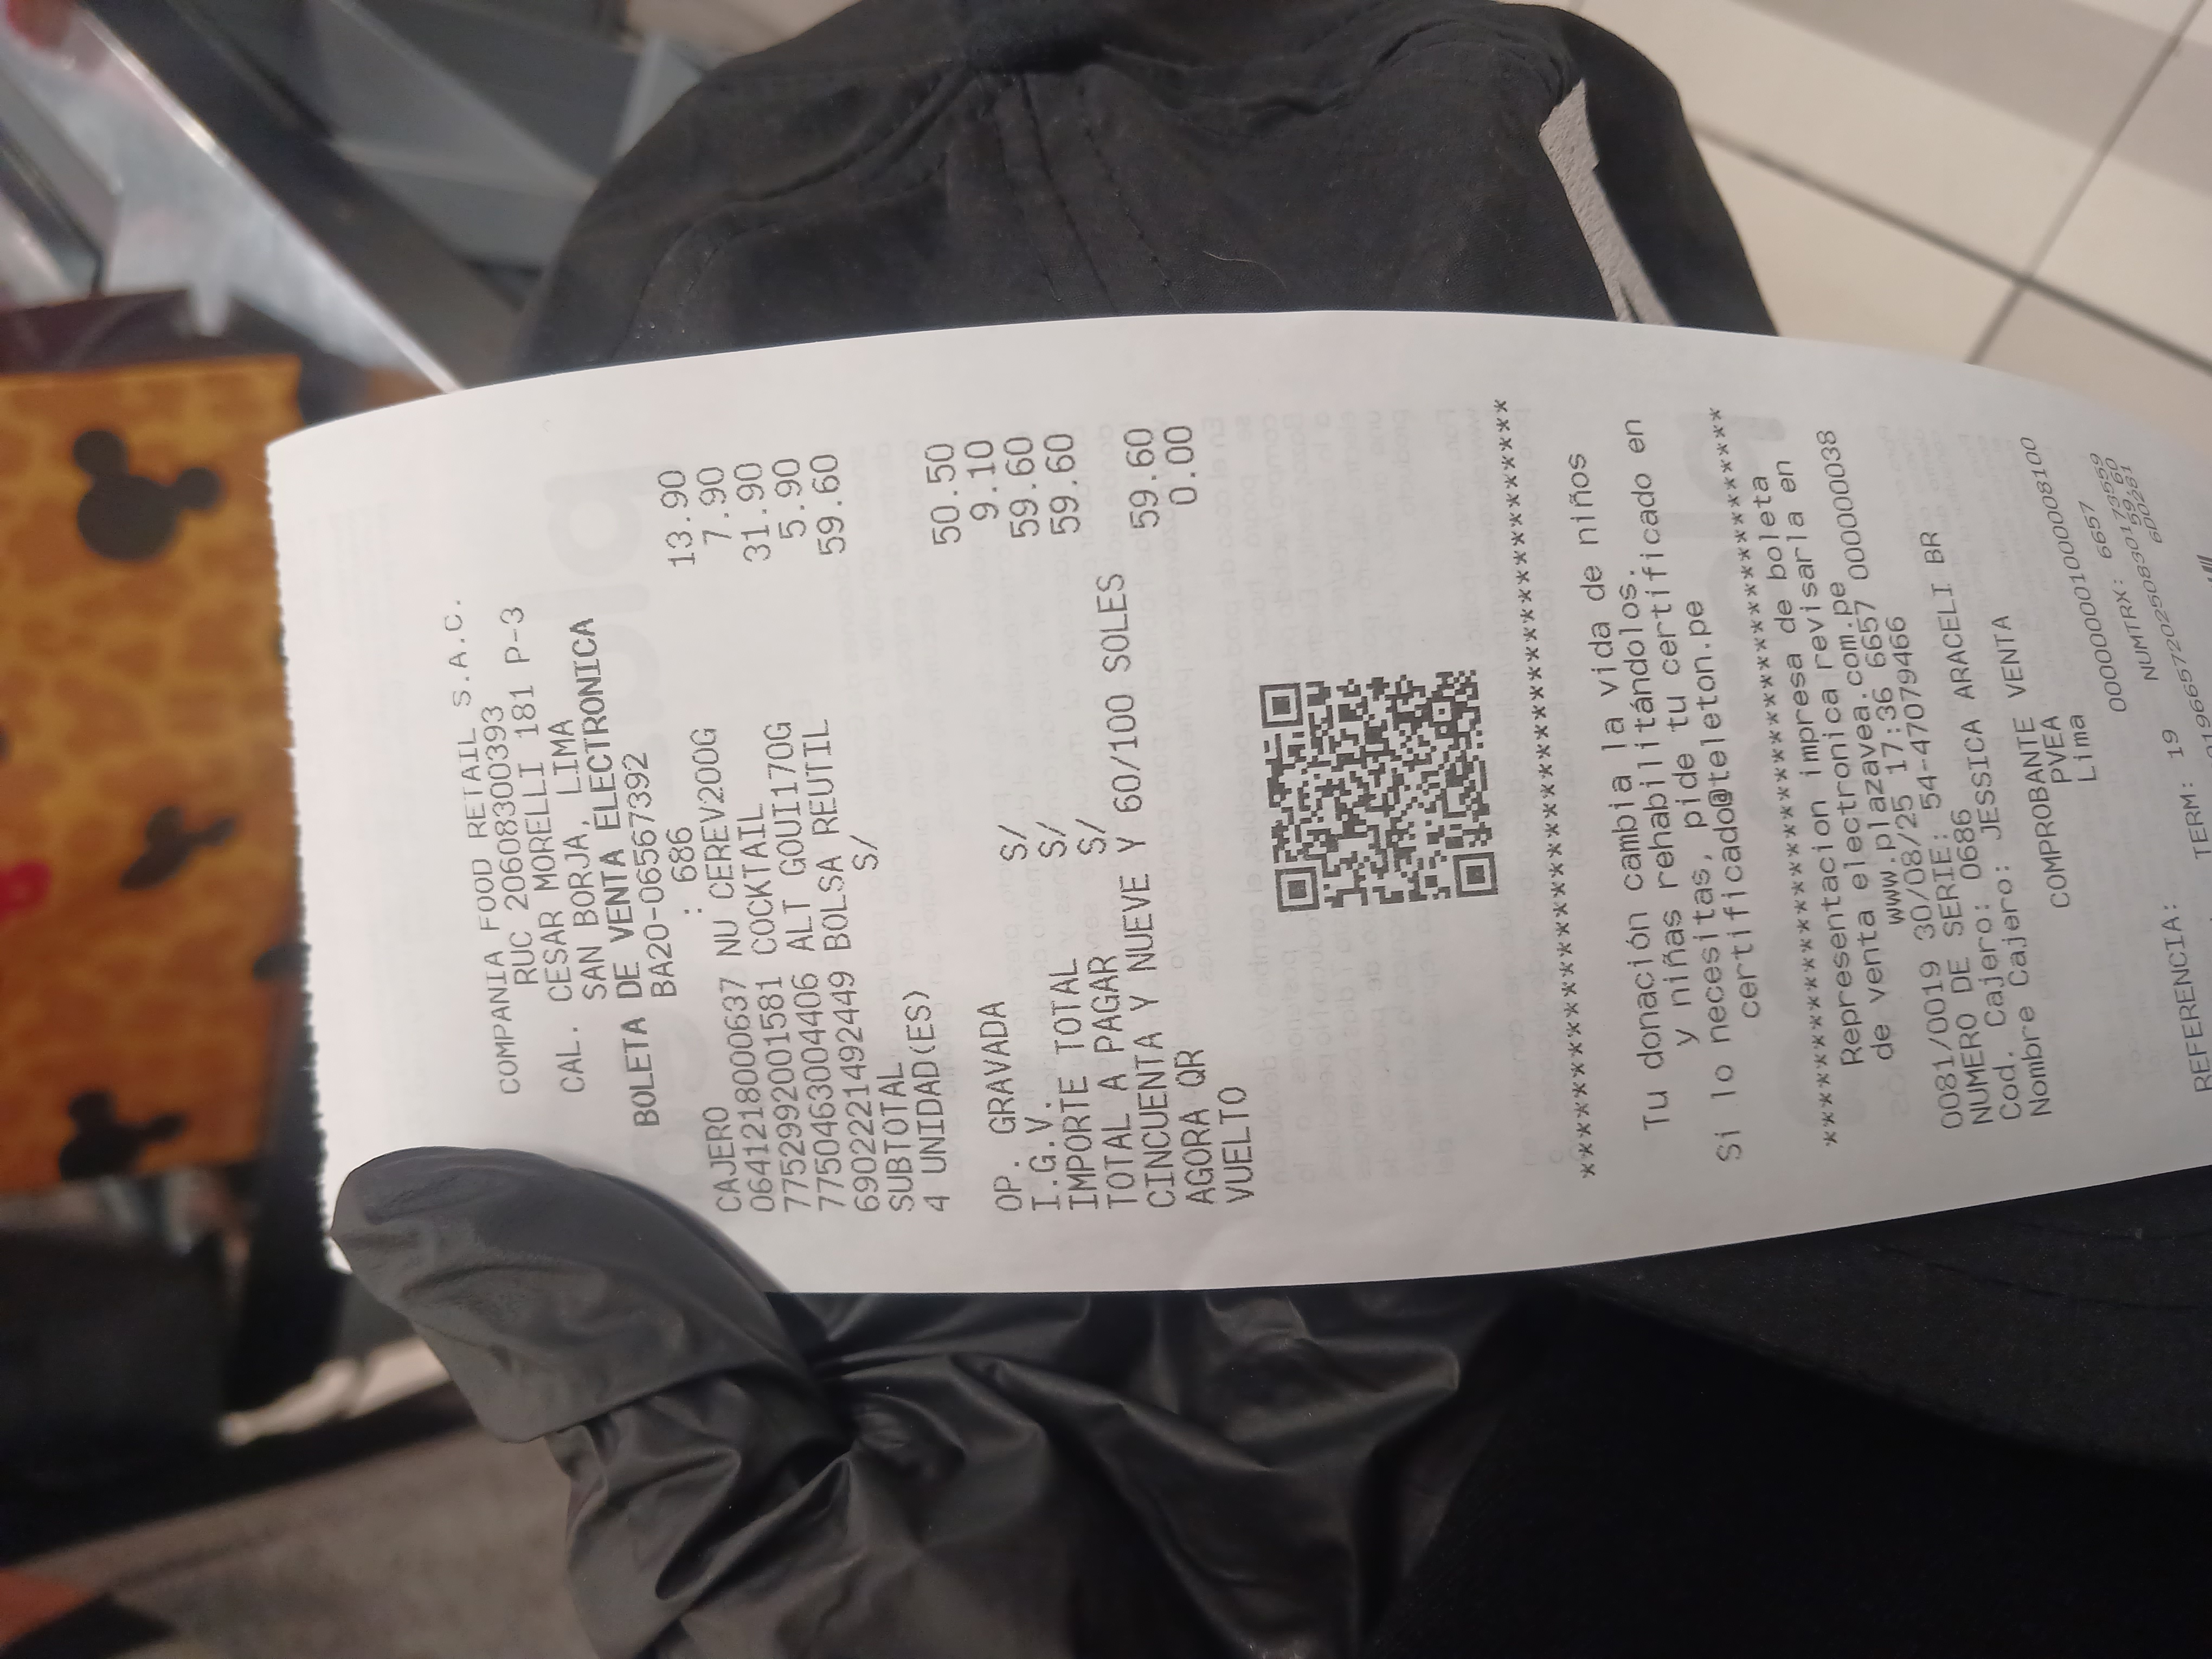 COMPANIA FOOD RETAIL S.A.C.
RUC 20608300393
CAL. CESAR MORELLI 181 P-3
SAN BORJA, LIMA
BOLETA DE VENTA ELECTRONICA
BA20-06567392
CAJERO : 686
0641218000637 NU CEREV200G 13.90
7752992001581 COCKTAIL 7.90
7750463004406 ALT GOUI170G 31.90
6902221492449 BOLSA REUTIL 5.90
SUBTOTAL S/ 59.60
4 UNIDAD(ES)
OP. GRAVADA S/ 50.50
I.G.V. S/ 9.10
IMPORTE TOTAL S/ 59.60
TOTAL A PAGAR 59.60
CINCUENTA Y NUEVE Y 60/100 SOLES
AGORA QR 59.60
VUELTO 0.00
***************************************
Tu donación cambia la vida de niños
y niñas rehabilitándolos.
Si lo necesitas, pide tu certificado en
certificado@teleton.pe
***************************************
Representacion impresa de boleta
de venta electronica revisarla en
www.plazavea.com.pe
0081/0019 30/08/25 17:36 6657 000000038
NUMERO DE SERIE: 54-47079466
Cod. Cajero: 0686
Nombre Cajero: JESSICA ARACELI BR
COMPROBANTE VENTA
PVEA
Lima
0000000010000008100
REFERENCIA: TERM: 19 NUMTRX: 6657
59.60
6D0281